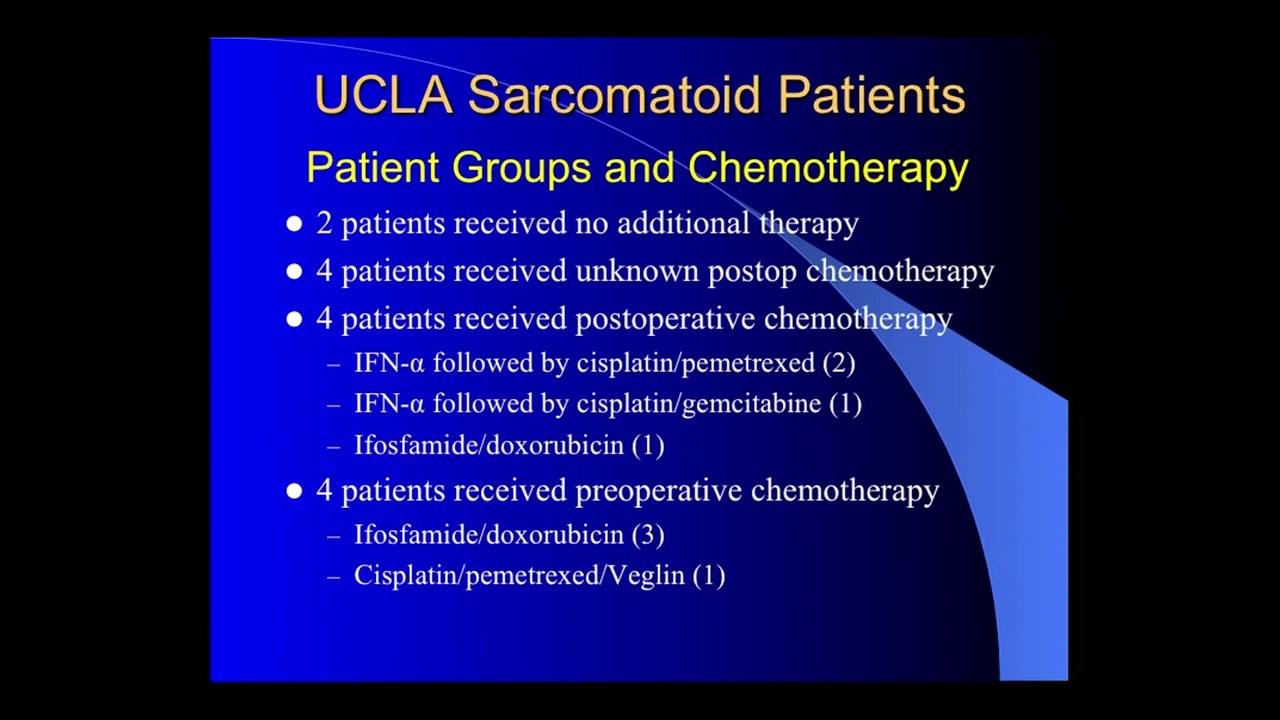 UCLA Sarcomatoid Patients
Patient Groups and Chemotherapy
● 2 patients received no additional therapy
● 4 patients received unknown postop chemotherapy
● 4 patients received postoperative chemotherapy
– IFN-α followed by cisplatin/pemetrexed (2)
– IFN-α followed by cisplatin/gemcitabine (1)
– Ifosfamide/doxorubicin (1)
● 4 patients received preoperative chemotherapy
– Ifosfamide/doxorubicin (3)
– Cisplatin/pemetrexed/Veglin (1)